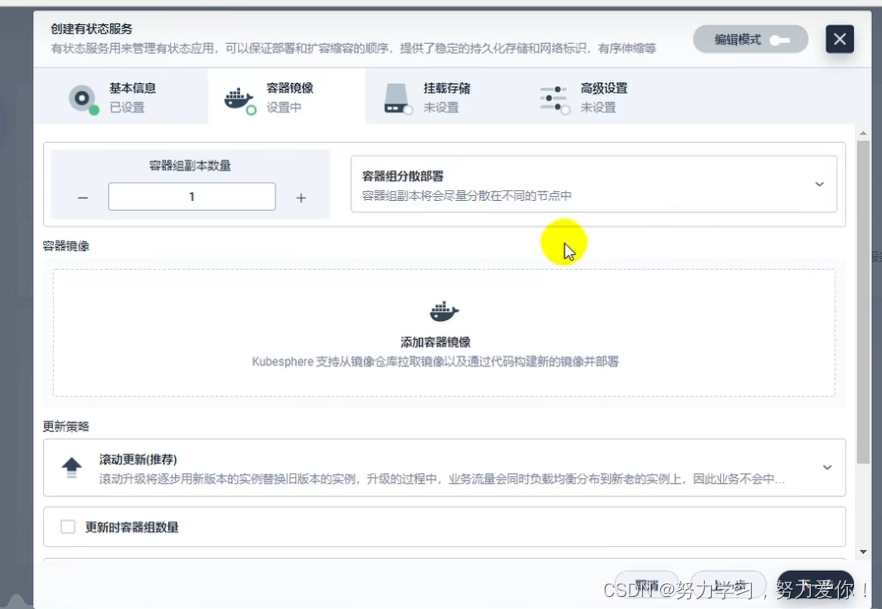 创建有状态服务
有状态服务用来管理有状态应用，可以保证部署和扩容缩容的顺序，提供了稳定的持久化存储和网络标识，有序伸缩等
编辑模式
基本信息
已设置
容器镜像
设置中
挂载存储
未设置
高级设置
未设置
容器组副本数量
1
容器组分散部署
容器组副本将会尽量分散在不同的节点中
容器镜像
添加容器镜像
Kubesphere 支持从镜像仓库拉取镜像以及通过代码构建新的镜像并部署
更新策略
滚动更新(推荐)
滚动升级将逐步用新版本的实例替换旧版本的实例，升级的过程中，业务流量会同时负载均衡分布到新老的实例上，因此业务不会中...
更新时容器组数量
取消
上一步
下一步
CSDN @努力学习，努力爱你！